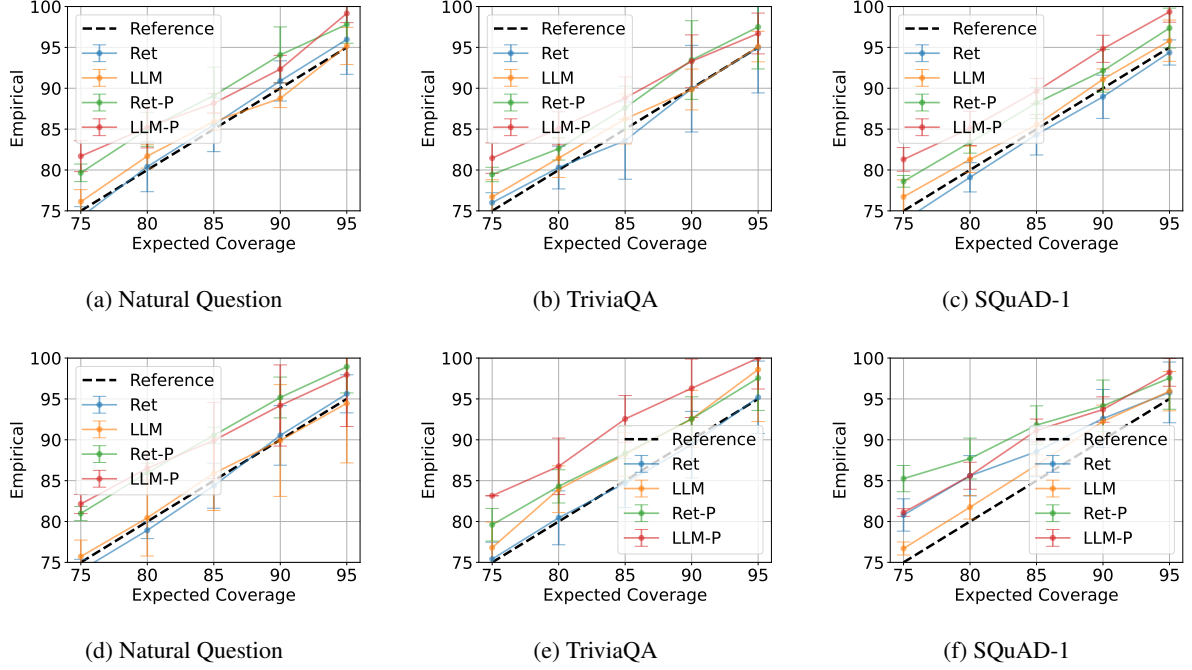 100
95
90
85
80
75
Empirical
Reference
Ret
LLM
Ret-P
LLM-P
75 80 85 90 95
Expected Coverage
(a) Natural Question
100
95
90
85
80
75
Empirical
Reference
Ret
LLM
Ret-P
LLM-P
75 80 85 90 95
Expected Coverage
(b) TriviaQA
100
95
90
85
80
75
Empirical
Reference
Ret
LLM
Ret-P
LLM-P
75 80 85 90 95
Expected Coverage
(c) SQuAD-1
100
95
90
85
80
75
Empirical
Reference
Ret
LLM
Ret-P
LLM-P
75 80 85 90 95
Expected Coverage
(d) Natural Question
100
95
90
85
80
75
Empirical
Reference
Ret
LLM
Ret-P
LLM-P
75 80 85 90 95
Expected Coverage
(e) TriviaQA
100
95
90
85
80
75
Empirical
Reference
Ret
LLM
Ret-P
LLM-P
75 80 85 90 95
Expected Coverage
(f) SQuAD-1